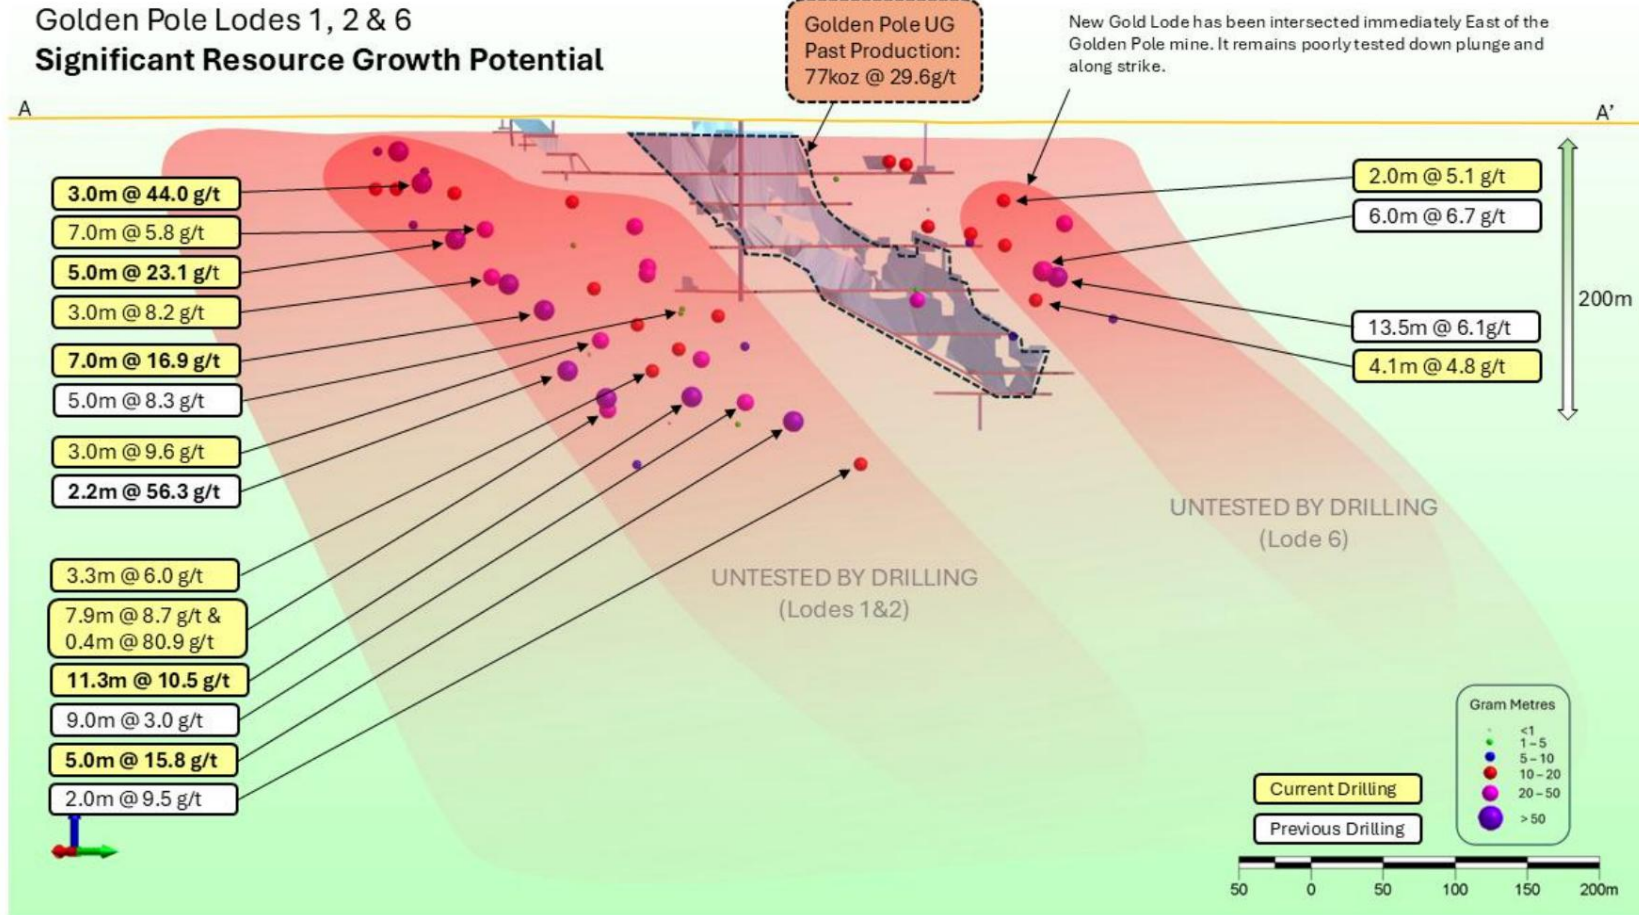 Golden Pole Lodes 1, 2 & 6
Significant Resource Growth Potential
Golden Pole UG
Past Production:
77koz @ 29.6g/t
New Gold Lode has been intersected immediately East of the
Golden Pole mine. It remains poorly tested down plunge and
along strike.
A
A'
3.0m @ 44.0 g/t
7.0m @ 5.8 g/t
5.0m @ 23.1 g/t
3.0m @ 8.2 g/t
7.0m @ 16.9 g/t
5.0m @ 8.3 g/t
3.0m @ 9.6 g/t
2.2m @ 56.3 g/t
3.3m @ 6.0 g/t
7.9m @ 8.7 g/t &
0.4m @ 80.9 g/t
11.3m @ 10.5 g/t
9.0m @ 3.0 g/t
5.0m @ 15.8 g/t
2.0m @ 9.5 g/t
2.0m @ 5.1 g/t
6.0m @ 6.7 g/t
13.5m @ 6.1g/t
4.1m @ 4.8 g/t
200m
UNTESTED BY DRILLING
(Lodes 1&2)
UNTESTED BY DRILLING
(Lode 6)
Current Drilling
Previous Drilling
Gram Metres
<1
1 – 5
5 – 10
10 – 20
20 – 50
> 50
50 0 50 100 150 200m